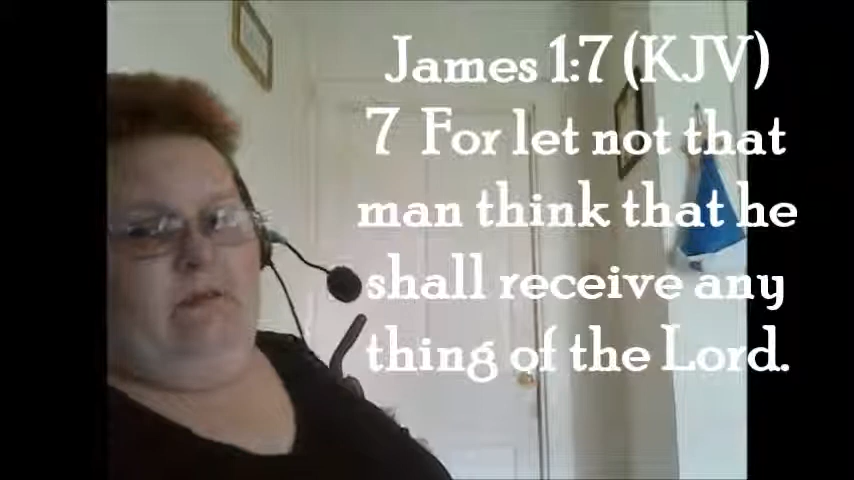 James 1:7 (KJV)
7 For let not that
man think that he
shall receive any
thing of the Lord.